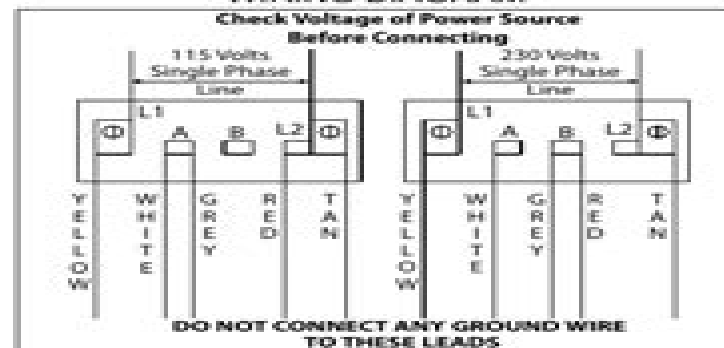 Check Voltage of Power Source
Before Connecting
115 Volts
Single Phase
Line
L1
A
B
L2
YELLOW
WHITE
GREY
RED
TAN
230 Volts
Single Phase
Line
L1
A
B
L2
YELLOW
WHITE
GREY
RED
TAN
DO NOT CONNECT ANY GROUND WIRE
TO THESE LEADS